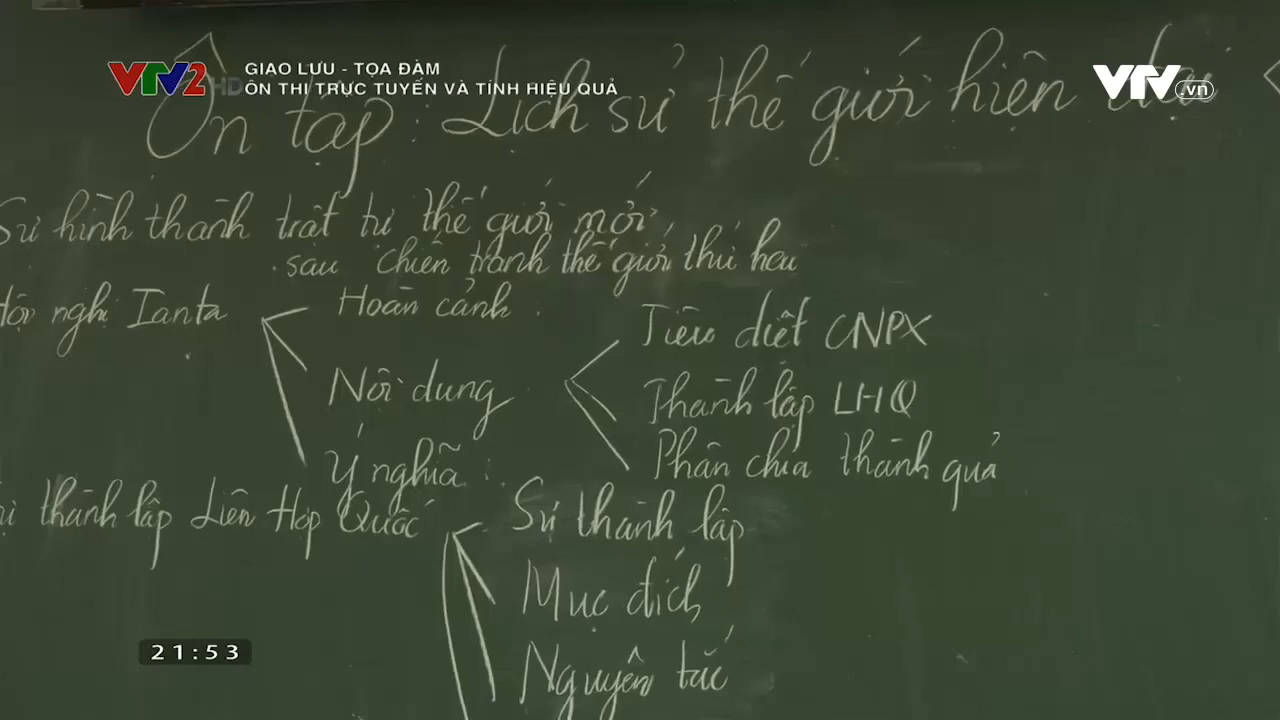 VTV2 HD
GIAO LƯU - TỌA ĐÀM
ÔN THI TRỰC TUYẾN VÀ TÍNH HIỆU QUẢ
VTV.vn
Ôn tập: Lịch sử thế giới hiện đại
Sự hình thành trật tự thế giới mới
sau chiến tranh thế giới thứ hai
Hội nghị Ianta
Hoàn cảnh
Nội dung
Ý nghĩa
Tiêu diệt CNPX
Thành lập LHQ
Phân chia thành quả
thành lập Liên Hợp Quốc
Sự thành lập
Mục đích
Nguyên tắc
21:53